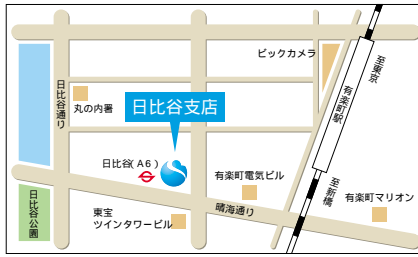 ビックカメラ
至東京
日比谷通り
丸の内署
日比谷支店
有楽町駅
日比谷(A6)
有楽町電気ビル
至新橋
日比谷公園
東宝
ツインタワービル
晴海通り
有楽町マリオン